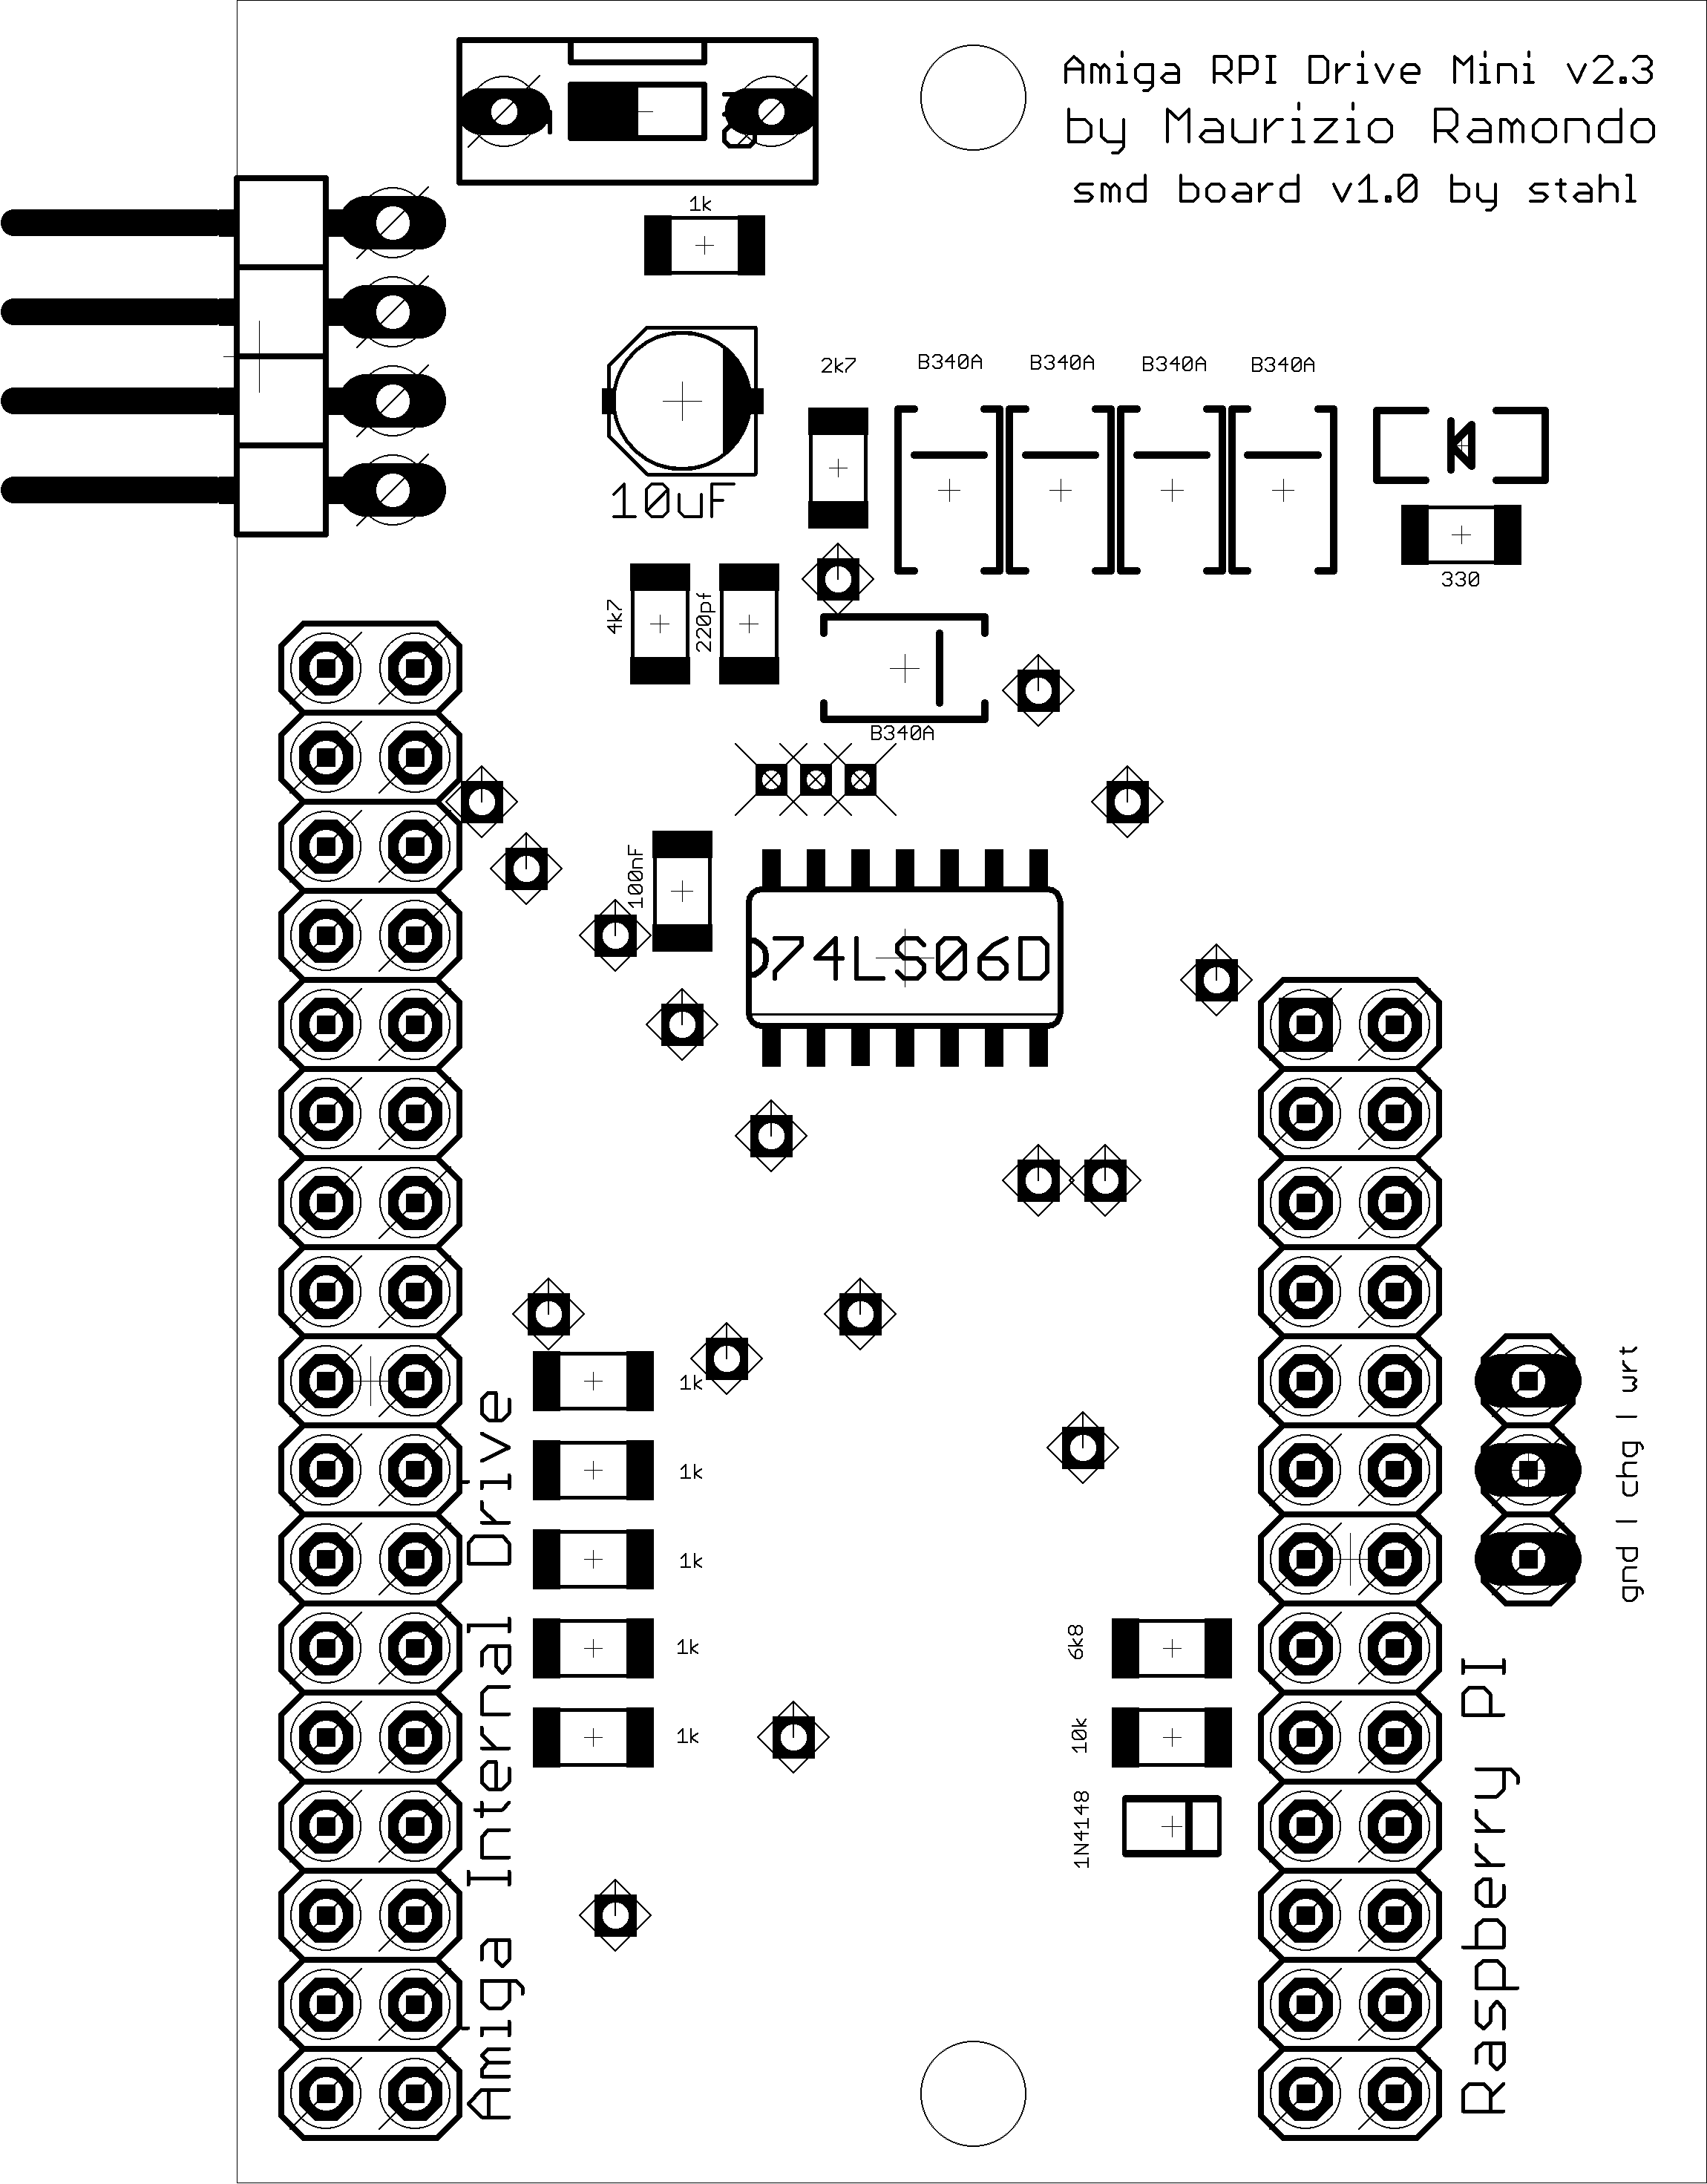 Amiga RPI Drive Mini v2.3
by Maurizio Ramondo
smd board v1.0 by stahl
1k
2k7
B340A
B340A
B340A
B340A
10uF
330
4k7
220pf
B340A
100nF
74LS06D
1k
1k
1k
1k
1k
Amiga Internal Drive
6k8
10k
1N4148
Raspberry PI
gnd | chg | wrt